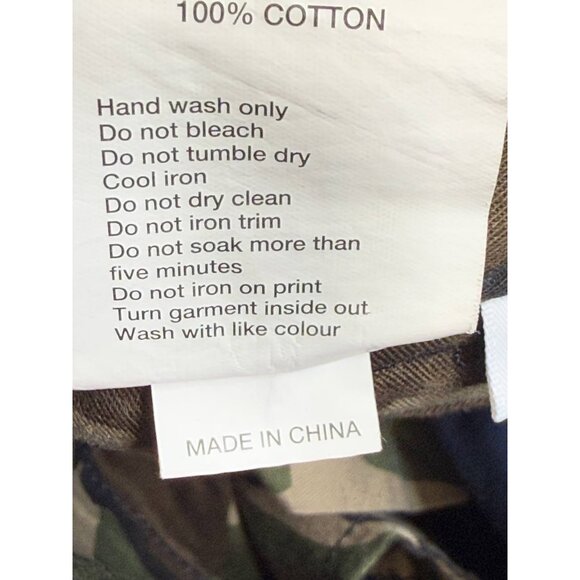 100% COTTON
Hand wash only
Do not bleach
Do not tumble dry
Cool iron
Do not dry clean
Do not iron trim
Do not soak more than
five minutes
Do not iron on print
Turn garment inside out
Wash with like colour
MADE IN CHINA